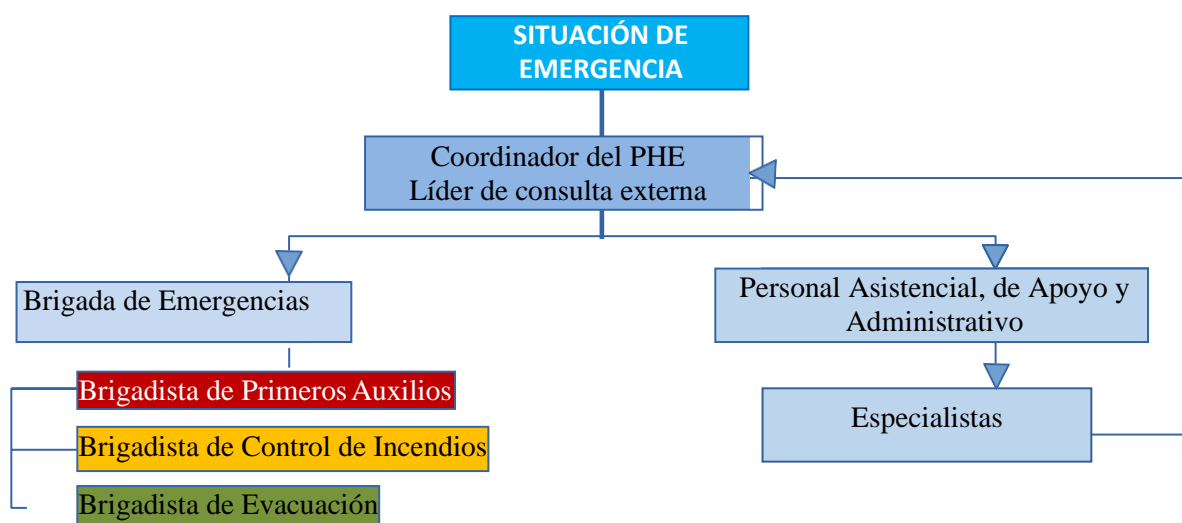 SITUACIÓN DE
EMERGENCIA
Coordinador del PHE
Líder de consulta externa
Brigada de Emergencias
Personal Asistencial, de Apoyo y
Administrativo
Brigadista de Primeros Auxilios
Brigadista de Control de Incendios
Brigadista de Evacuación
Especialistas